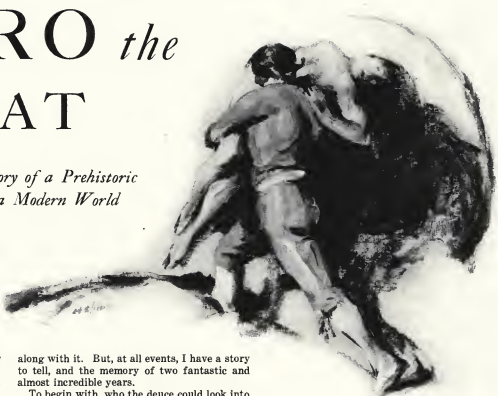 RO the
AT
ory of a Prehistoric
a Modern World
along with it. But, at all events, I have a story
to tell, and the memory of two fantastic and
almost incredible years.
To begin with, who the deuce could look into